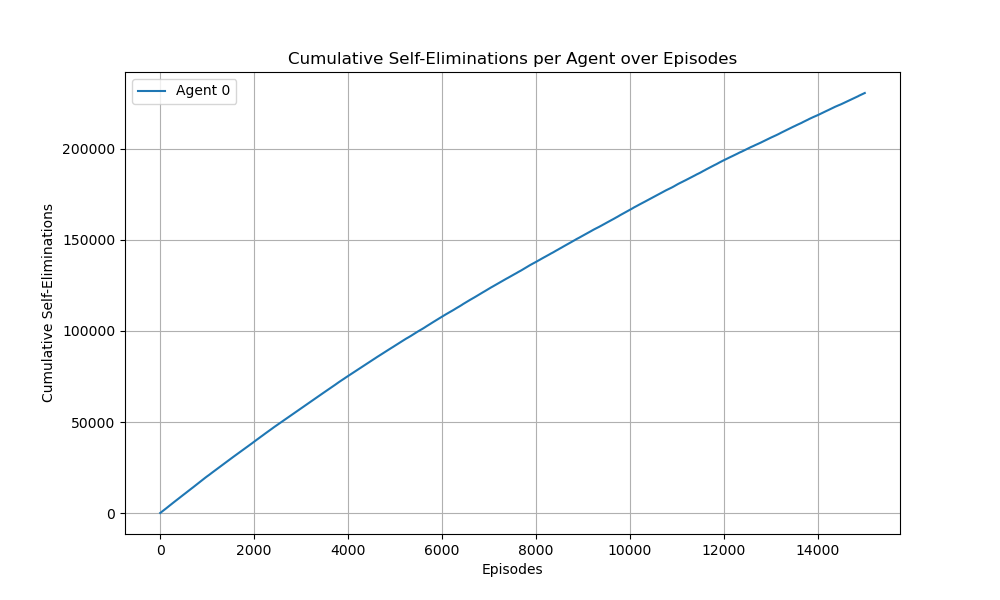 Cumulative Self-Eliminations per Agent over Episodes
Agent 0
200000
150000
100000
50000
0
Cumulative Self-Eliminations
0 2000 4000 6000 8000 10000 12000 14000
Episodes